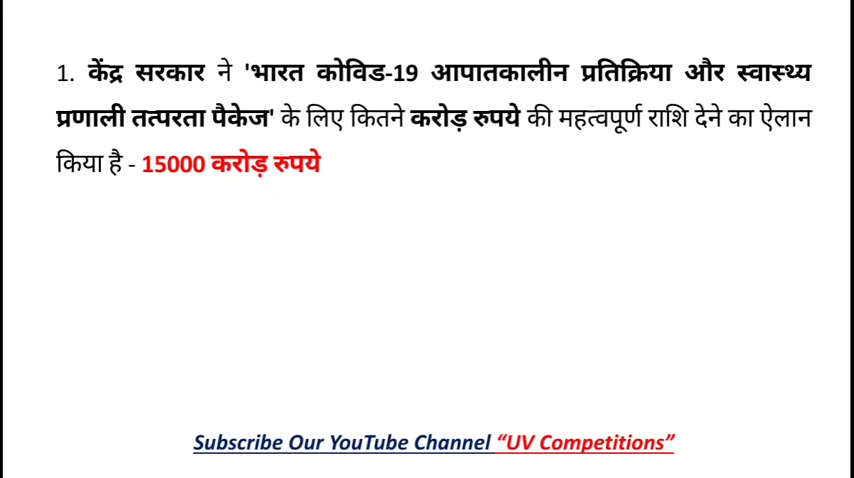 1. केंद्र सरकार ने 'भारत कोविड-19 आपातकालीन प्रतिक्रिया और स्वास्थ्य
प्रणाली तत्परता पैकेज' के लिए कितने करोड़ रुपये की महत्वपूर्ण राशि देने का ऐलान
किया है - 15000 करोड़ रुपये
Subscribe Our YouTube Channel “UV Competitions”